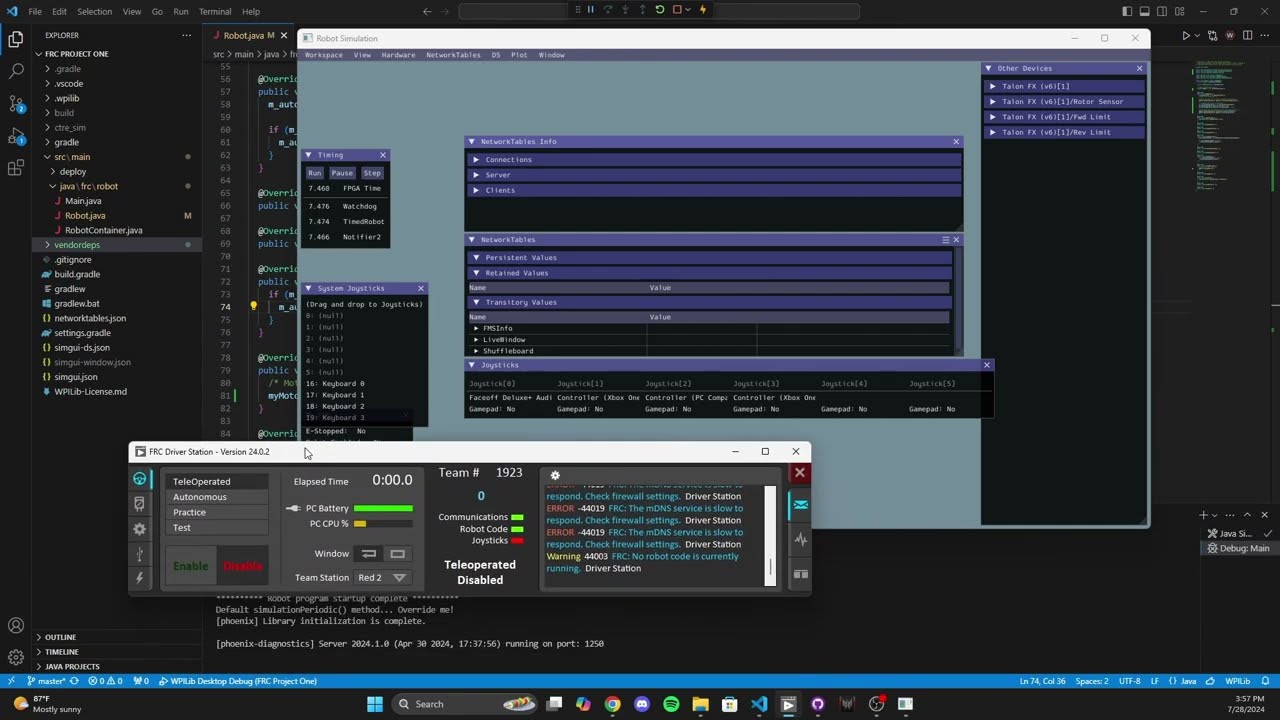 File Edit Selection View Go Run Terminal Help
EXPLORER
FRC PROJECT ONE
.gradle
.vscode
.wpilib
build
ctre_sim
gradle
src\main
deploy
java\frc\robot
Main.java
Robot.java M
RobotContainer.java
vendordeps
.gitignore
build.gradle
gradlew
gradlew.bat
networktables.json
settings.gradle
simgui-ds.json
simgui-window.json
simgui.json
WPILib-License.md
OUTLINE
TIMELINE
JAVA PROJECTS
Robot.java M
src > main > java >
55
57
58
60
61
62
63
65
66
68
69
71
72
73
74
75
76
78
79
80
81
82
84
@Overri
public v
m_auto
if (m_
}
}
@Overri
public v
@Overri
public v
@Overri
public v
if (m_
m_au
}
}
@Overri
public v
/* Mot
myMoto
}
@Overri
Robot Simulation
Workspace View Hardware NetworkTables DS Plot Window
Timing
Run Pause Step
7.468 FPGA Time
7.476 Watchdog
7.474 TimedRobot
7.466 Notifier2
System Joysticks
(Drag and drop to Joysticks)
0: (null)
1: (null)
2: (null)
3: (null)
4: (null)
5: (null)
16: Keyboard 0
17: Keyboard 1
18: Keyboard 2
19: Keyboard 3
E-Stopped: No
NetworkTables Info
Connections
Server
Clients
NetworkTables
Persistent Values
Retained Values
Name Value
Transitory Values
Name Value
FMSInfo
LiveWindow
Shuffleboard
Joysticks
Joystick[0] Joystick[1] Joystick[2] Joystick[3] Joystick[4] Joystick[5]
Faceoff Deluxe+ Audi Controller (Xbox One Controller (PC Compa Controller (Xbox One
Gamepad: No Gamepad: No Gamepad: No Gamepad: No
Other Devices
Talon FX (v6)[1]
Talon FX (v6)[1]/Rotor Sensor
Talon FX (v6)[1]/Fwd Limit
Talon FX (v6)[1]/Rev Limit
FRC Driver Station - Version 24.0.2
TeleOperated
Autonomous
Practice
Test
Enable Disable
Elapsed Time 0:00.0
PC Battery
PC CPU %
Window
Team Station Red 2
Team # 1923
0
Communications
Robot Code
Joysticks
Teleoperated
Disabled
ERROR -44019 FRC: The mDNS service is slow to
respond. Check firewall settings. Driver Station
ERROR -44019 FRC: The mDNS service is slow to
respond. Check firewall settings. Driver Station
ERROR -44019 FRC: The mDNS service is slow to
respond. Check firewall settings. Driver Station
Warning 44003 FRC: No robot code is currently
running. Driver Station
********** Robot program startup complete **********
Default simulationPeriodic() method... Override me!
[phoenix] Library initialization is complete.
[phoenix-diagnostics] Server 2024.1.0 (Apr 30 2024, 17:37:56) running on port: 1250
Java Si...
Debug: Main
master* 0 0 0 WPILib Desktop Debug (FRC Project One)
Ln 74, Col 36 Spaces: 2 UTF-8 LF Java WPILib
87°F
Mostly sunny
Search
3:57 PM
7/28/2024